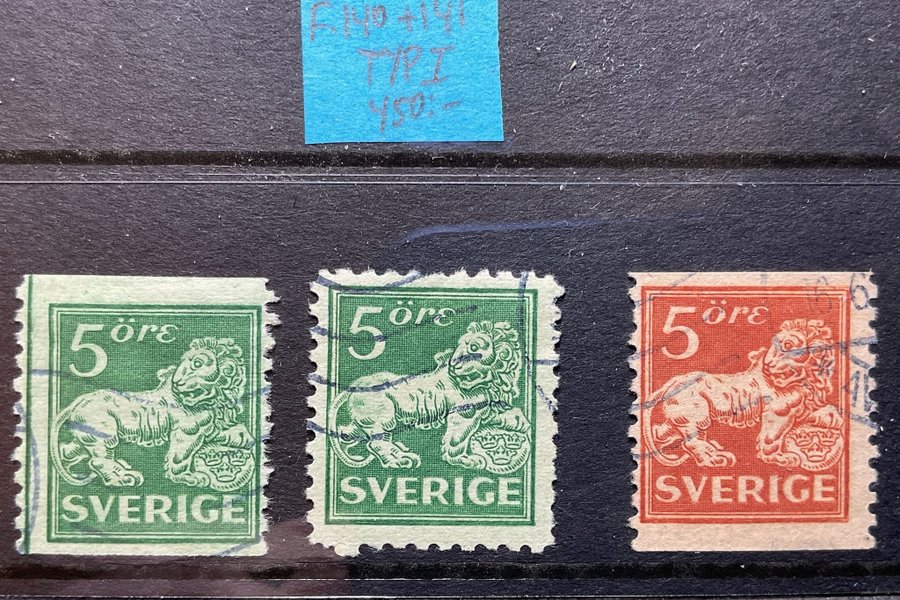 F.140+141
TYP I
450:-
5 öre
SVERIGE
5 öre
SVERIGE
5 öre
SVERIGE